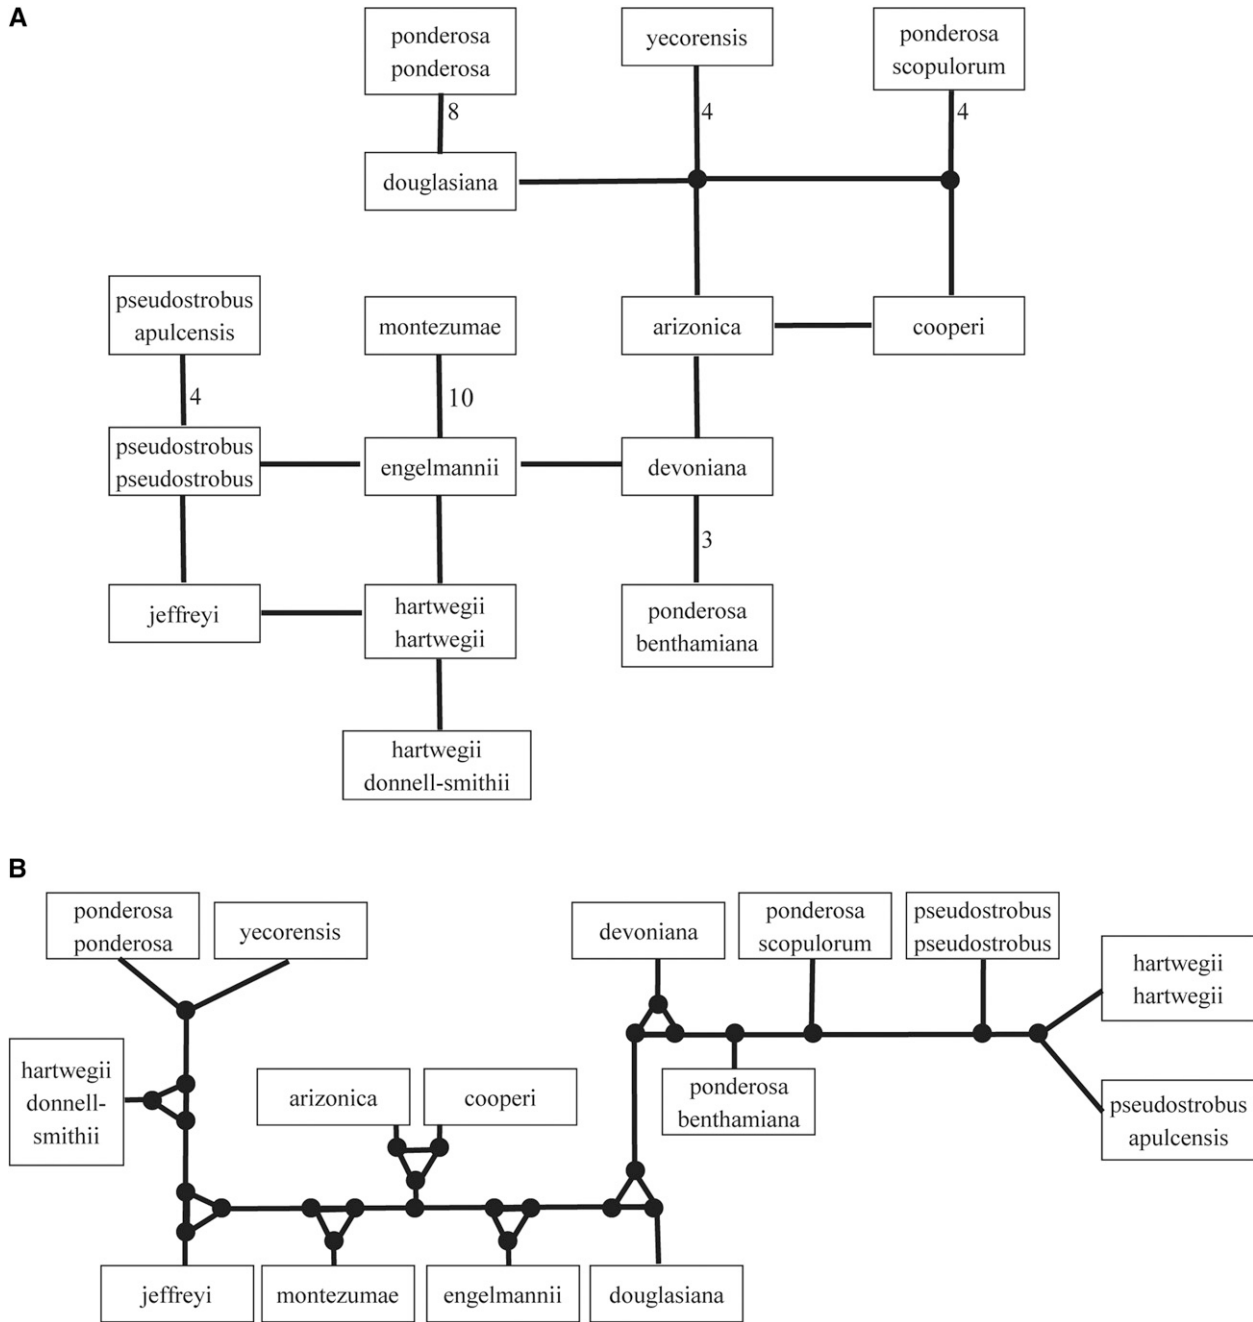 A
ponderosa
ponderosa
yecorensis
ponderosa
scopulorum
8
4
4
douglasiana
pseudostrobus
apulcensis
montezumae
arizonica
cooperi
4
10
pseudostrobus
pseudostrobus
engelmannii
devoniana
3
jeffreyi
hartwegii
hartwegii
ponderosa
benthamiana
hartwegii
donnell-smithii
B
ponderosa
ponderosa
yecorensis
devoniana
ponderosa
scopulorum
pseudostrobus
pseudostrobus
hartwegii
hartwegii
hartwegii
donnell-
smithii
arizonica
cooperi
ponderosa
benthamiana
pseudostrobus
apulcensis
jeffreyi
montezumae
engelmannii
douglasiana